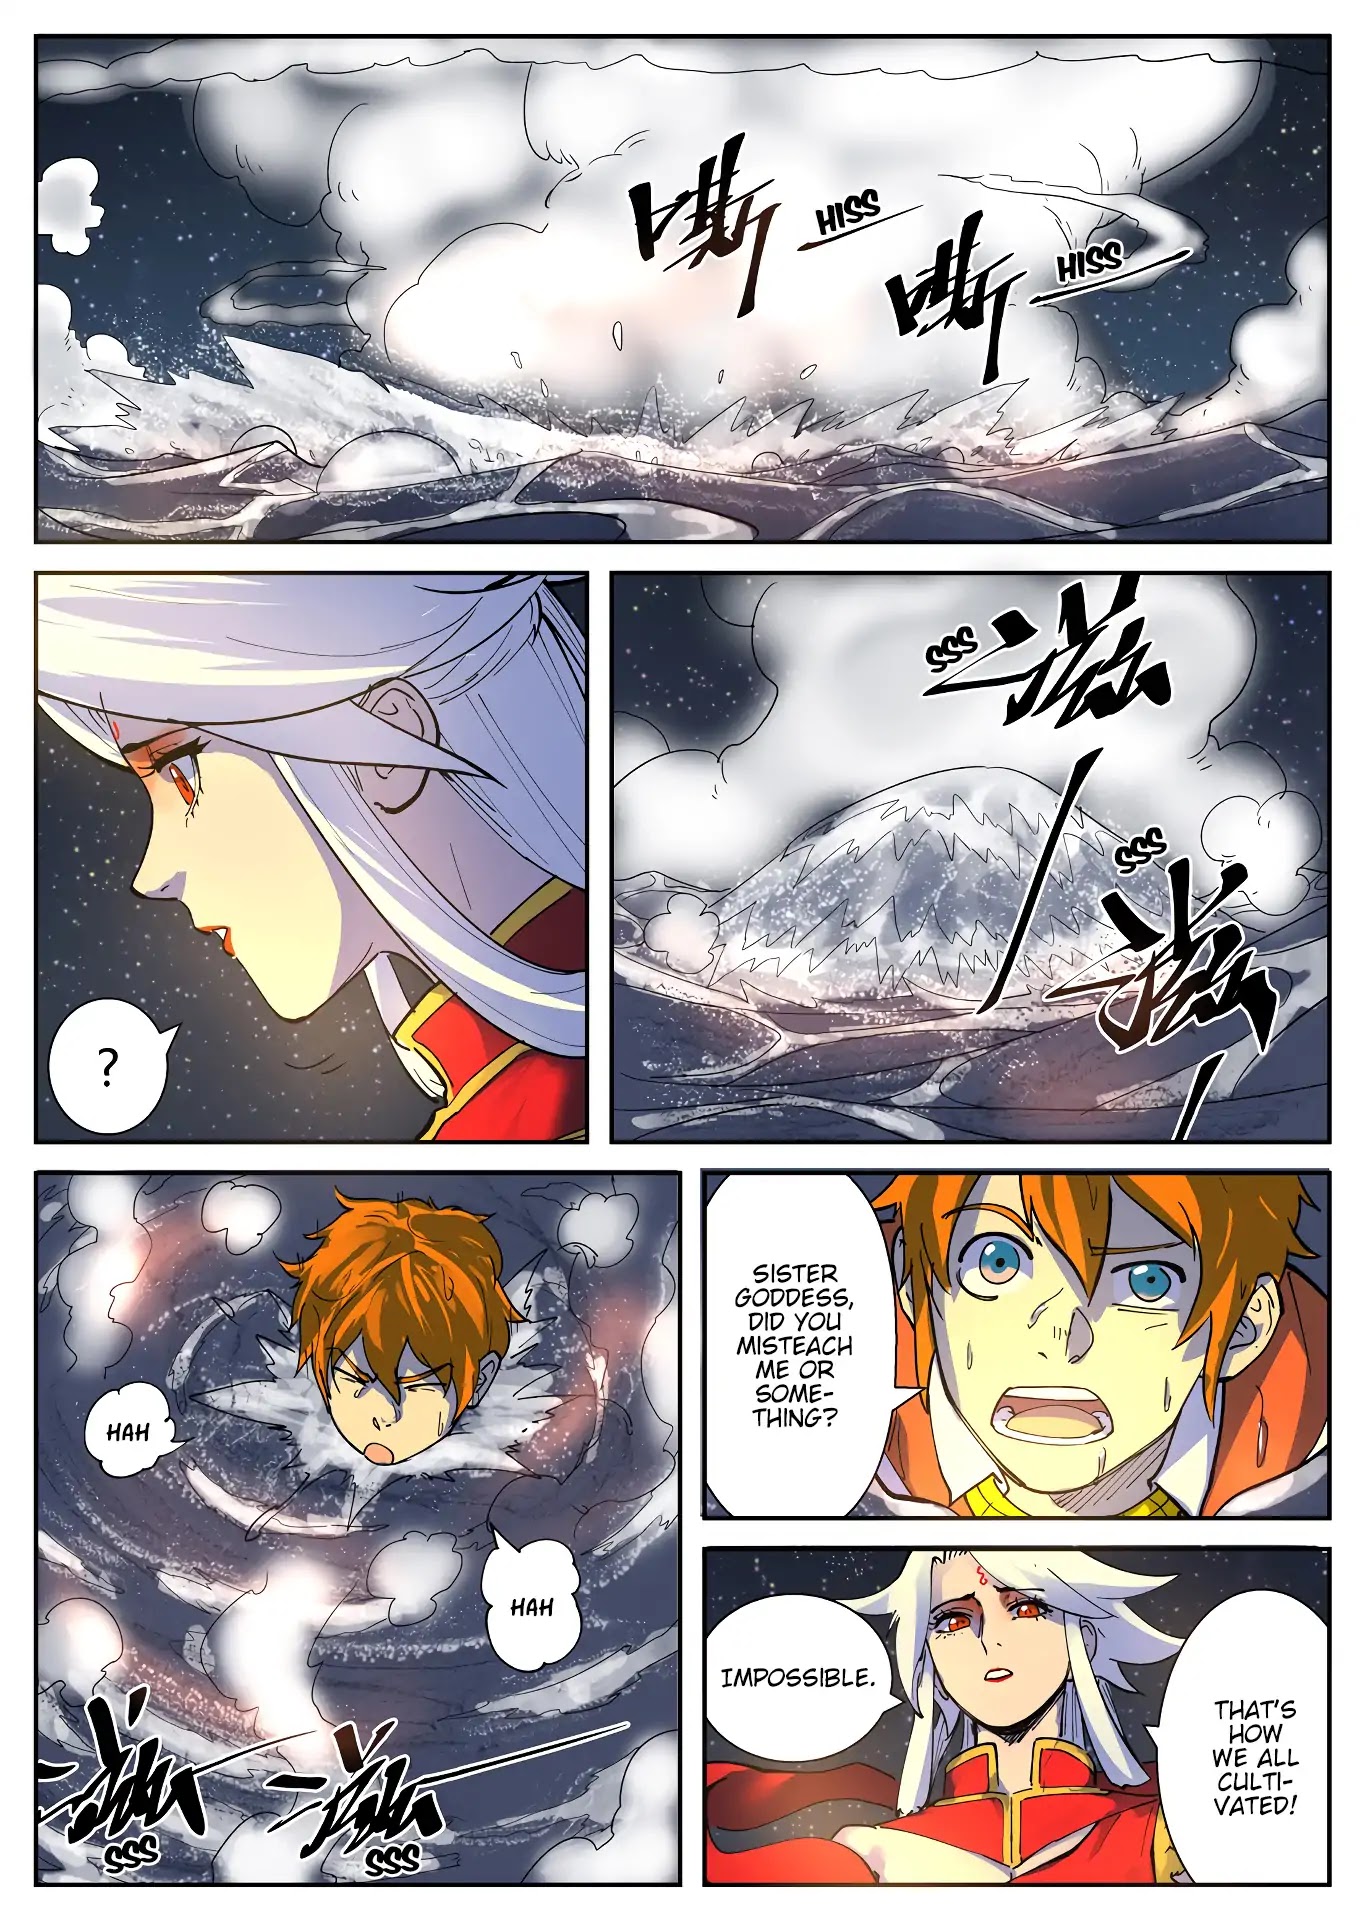 嘶
HISS
嘶
HISS
?
SSS
滋
SSS
滋
HAH
HAH
滋
SSS
滋
SSS
SISTER
GODDESS,
DID YOU
MISTEACH
ME OR
SOME-
THING?
IMPOSSIBLE.
THAT'S
HOW
WE ALL
CULTI-
VATED!